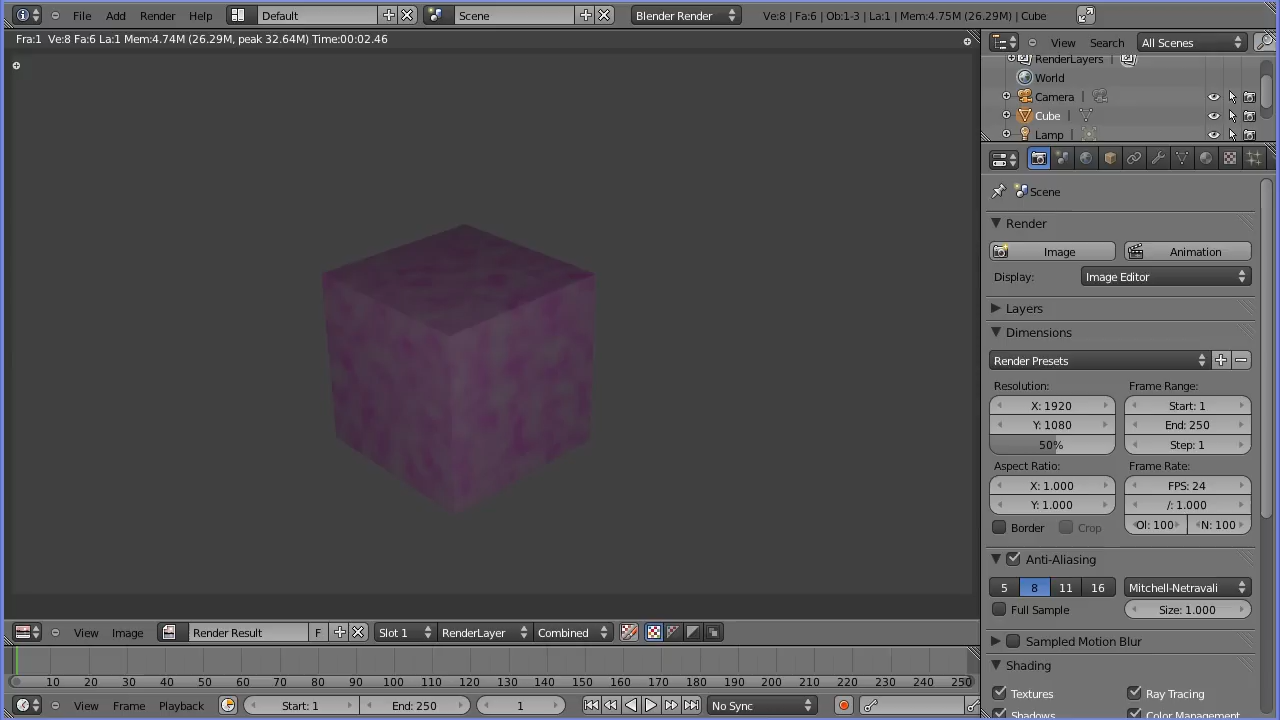 File Add Render Help Default Scene Blender Render Ve:8 | Fa:6 | Ob:1-3 | La:1 | Mem:4.75M (26.29M) | Cube
Fra:1 Ve:8 Fa:6 La:1 Mem:4.74M (26.29M, peak 32.64M) Time:00:02.46
View Search All Scenes
RenderLayers |
World
Camera |
Cube |
Lamp |
Scene
Render
Image Animation
Display: Image Editor
Layers
Dimensions
Render Presets
Resolution: Frame Range:
X: 1920 Start: 1
Y: 1080 End: 250
50% Step: 1
Aspect Ratio: Frame Rate:
X: 1.000 FPS: 24
Y: 1.000 /: 1.000
Border Crop Ol: 100 N: 100
Anti-Aliasing
5 8 11 16 Mitchell-Netravali
Full Sample Size: 1.000
Sampled Motion Blur
Shading
Textures Ray Tracing
Shadows Color Management
View Image Render Result F Slot 1 RenderLayer Combined
10 20 30 40 50 60 70 80 90 100 110 120 130 140 150 160 170 180 190 200 210 220 230 240 250
View Frame Playback Start: 1 End: 250 1 No Sync